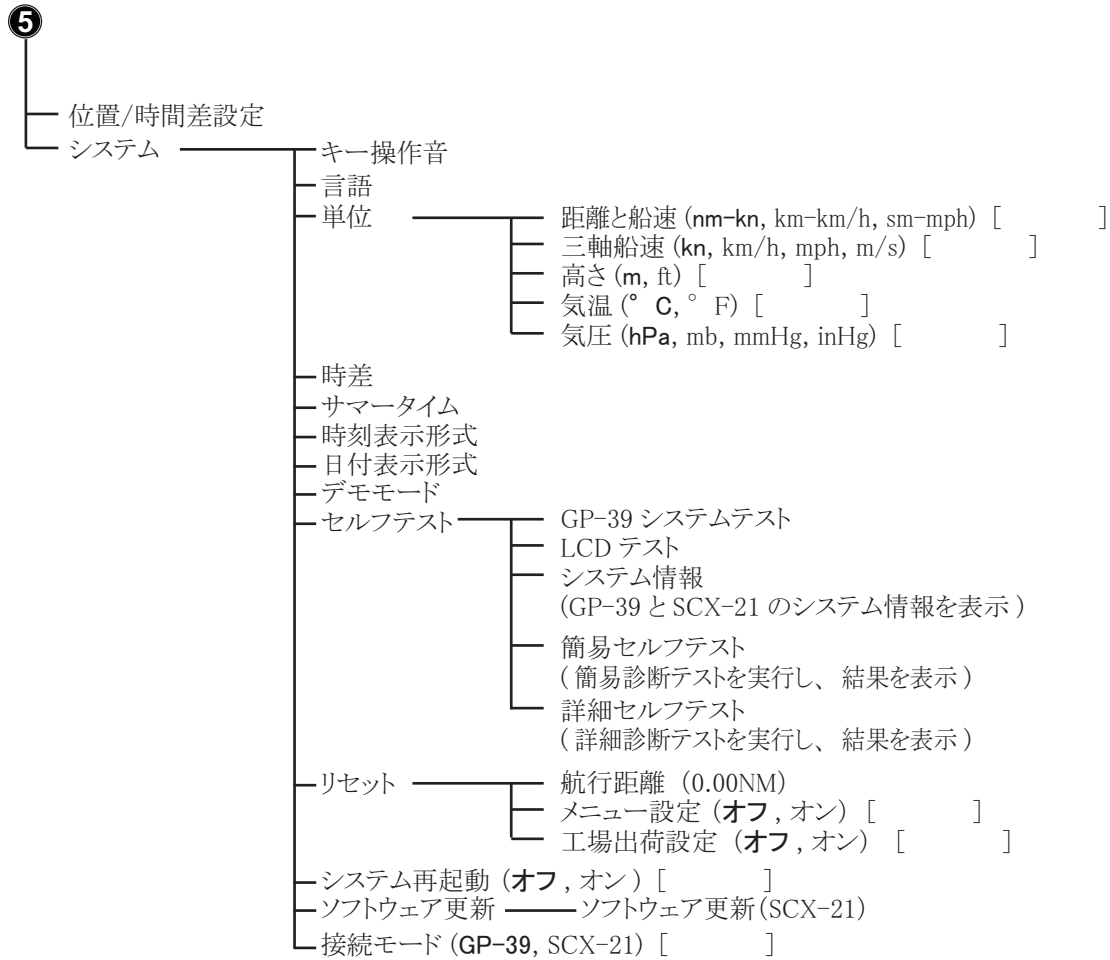 5
位置/時間差設定
システム
キー操作音
言語
単位
距離と船速 (nm-kn, km-km/h, sm-mph) [ ]
三軸船速 (kn, km/h, mph, m/s) [ ]
高さ (m, ft) [ ]
気温 (° C, ° F) [ ]
気圧 (hPa, mb, mmHg, inHg) [ ]
時差
サマータイム
時刻表示形式
日付表示形式
デモモード
セルフテスト
GP-39 システムテスト
LCD テスト
システム情報
(GP-39 と SCX-21 のシステム情報を表示 )
簡易セルフテスト
( 簡易診断テストを実行し、 結果を表示 )
詳細セルフテスト
( 詳細診断テストを実行し、 結果を表示 )
リセット
航行距離 (0.00NM)
メニュー設定 (オフ , オン) [ ]
工場出荷設定 (オフ , オン) [ ]
システム再起動 (オフ , オン ) [ ]
ソフトウェア更新 ソフトウェア更新(SCX-21)
接続モード (GP-39, SCX-21) [ ]